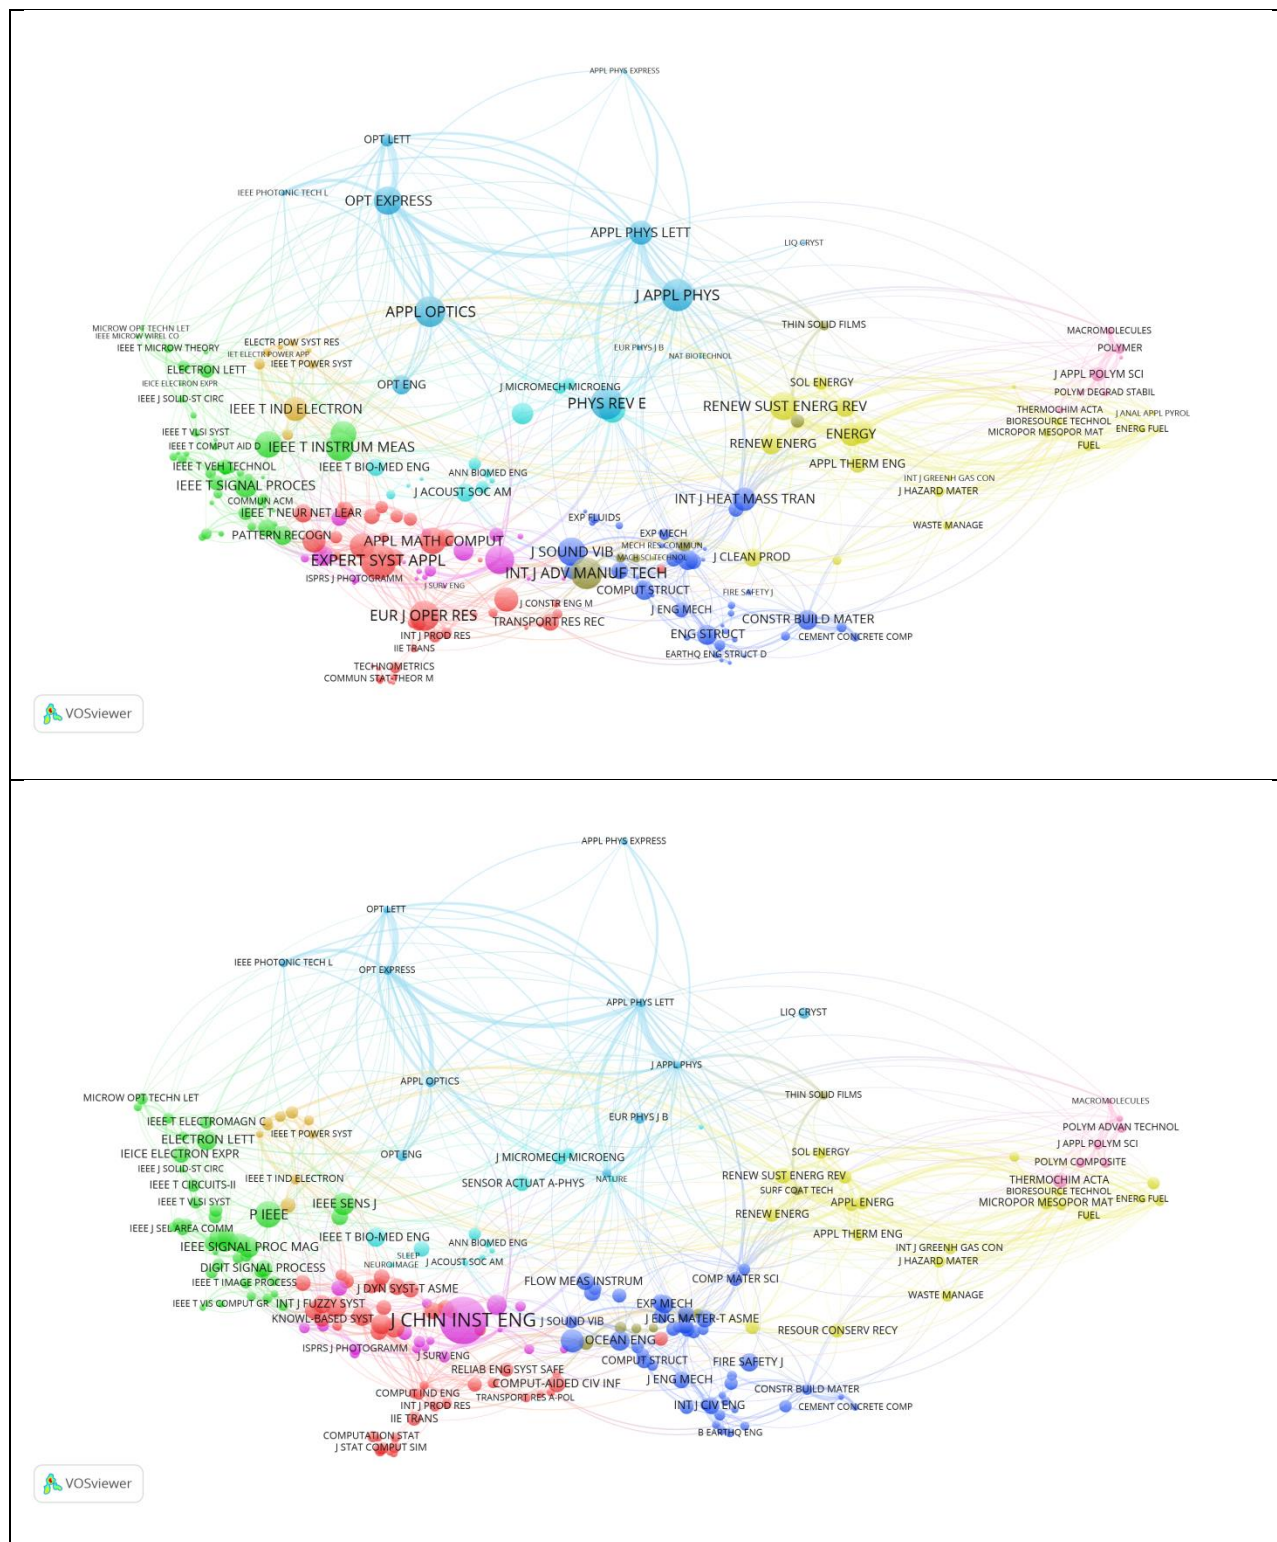 APPL PHYS EXPRESS
OPT LETT
IEEE PHOTONIC TECH L
OPT EXPRESS
APPL PHYS LETT
LIQ CRYST
J APPL PHYS
APPL OPTICS
THIN SOLID FILMS
MICROW OPT TECHN LET
IEEE MICROW WIREL CO
MACROMOLECULES
ELECTR POW SYST RES
IEEE T MICROW THEORY
EUR PHYS J B
POLYMER
IET ELECTR POWER APP
NAT BIOTECHNOL
IEEE T POWER SYST
ELECTRON LETT
J APPL POLYM SCI
IEICE ELECTRON EXPR
OPT ENG
J MICROMECH MICROENG
SOL ENERGY
POLYM DEGRAD STABIL
IEEE J SOLID-ST CIRC
PHYS REV E
RENEW SUST ENERG REV
IEEE T IND ELECTRON
THERMOCHIM ACTA
J ANAL APPL PYROL
BIORESOURCE TECHNOL
ENERG FUEL
IEEE T VLSI SYST
MICROPOR MESOPOR MAT
ENERGY
IEEE T COMPUT AID D
IEEE T INSTRUM MEAS
RENEW ENERG
FUEL
IEEE T VEH TECHNOL
IEEE T BIO-MED ENG
ANN BIOMED ENG
APPL THERM ENG
IEEE T SIGNAL PROCES
J ACOUST SOC AM
INT J GREENH GAS CON
J HAZARD MATER
COMMUN ACM
INT J HEAT MASS TRAN
IEEE T NEUR NET LEAR
EXP FLUIDS
WASTE MANAGE
PATTERN RECOGN
EXP MECH
APPL MATH COMPUT
MECH RES COMMUN
J SOUND VIB
MACH SCI TECHNOL
J CLEAN PROD
EXPERT SYST APPL
INT J ADV MANUF TECH
ISPRS J PHOTOGRAMM
J SURV ENG
COMPUT STRUCT
FIRE SAFETY J
J CONSTR ENG M
J ENG MECH
EUR J OPER RES
TRANSPORT RES REC
CONSTR BUILD MATER
INT J PROD RES
ENG STRUCT
CEMENT CONCRETE COMP
IIE TRANS
EARTHQ ENG STRUCT D
TECHNOMETRICS
COMMUN STAT-THEOR M
VOSviewer
APPL PHYS EXPRESS
OPT LETT
IEEE PHOTONIC TECH L
OPT EXPRESS
APPL PHYS LETT
LIQ CRYST
J APPL PHYS
APPL OPTICS
THIN SOLID FILMS
MICROW OPT TECHN LET
MACROMOLECULES
EUR PHYS J B
IEEE T ELECTROMAGN C
POLYM ADVAN TECHNOL
IEEE T POWER SYST
ELECTRON LETT
J APPL POLYM SCI
IEICE ELECTRON EXPR
OPT ENG
J MICROMECH MICROENG
SOL ENERGY
POLYM COMPOSITE
IEEE J SOLID-ST CIRC
IEEE T IND ELECTRON
NATURE
RENEW SUST ENERG REV
THERMOCHIM ACTA
IEEE T CIRCUITS-II
SENSOR ACTUAT A-PHYS
SURF COAT TECH
BIORESOURCE TECHNOL
ENERG FUEL
IEEE T VLSI SYST
IEEE SENS J
APPL ENERG
MICROPOR MESOPOR MAT
P IEEE
RENEW ENERG
FUEL
IEEE J SEL AREA COMM
IEEE T BIO-MED ENG
ANN BIOMED ENG
APPL THERM ENG
IEEE SIGNAL PROC MAG
SLEEP
INT J GREENH GAS CON
NEUROIMAGE
J ACOUST SOC AM
J HAZARD MATER
DIGIT SIGNAL PROCESS
COMP MATER SCI
IEEE T IMAGE PROCESS
FLOW MEAS INSTRUM
J DYN SYST-T ASME
WASTE MANAGE
IEEE T VIS COMPUT GR
INT J FUZZY SYST
EXP MECH
KNOWL-BASED SYST
J CHIN INST ENG
J SOUND VIB
J ENG MATER-T ASME
RESOUR CONSERV RECY
OCEAN ENG
ISPRS J PHOTOGRAMM
J SURV ENG
COMPUT STRUCT
FIRE SAFETY J
RELIAB ENG SYST SAFE
J ENG MECH
COMPUT-AIDED CIV INF
CONSTR BUILD MATER
COMPUT IND ENG
TRANSPORT RES A-POL
INT J PROD RES
INT J CIV ENG
CEMENT CONCRETE COMP
IIE TRANS
B EARTHQ ENG
COMPUTATION STAT
J STAT COMPUT SIM
VOSviewer